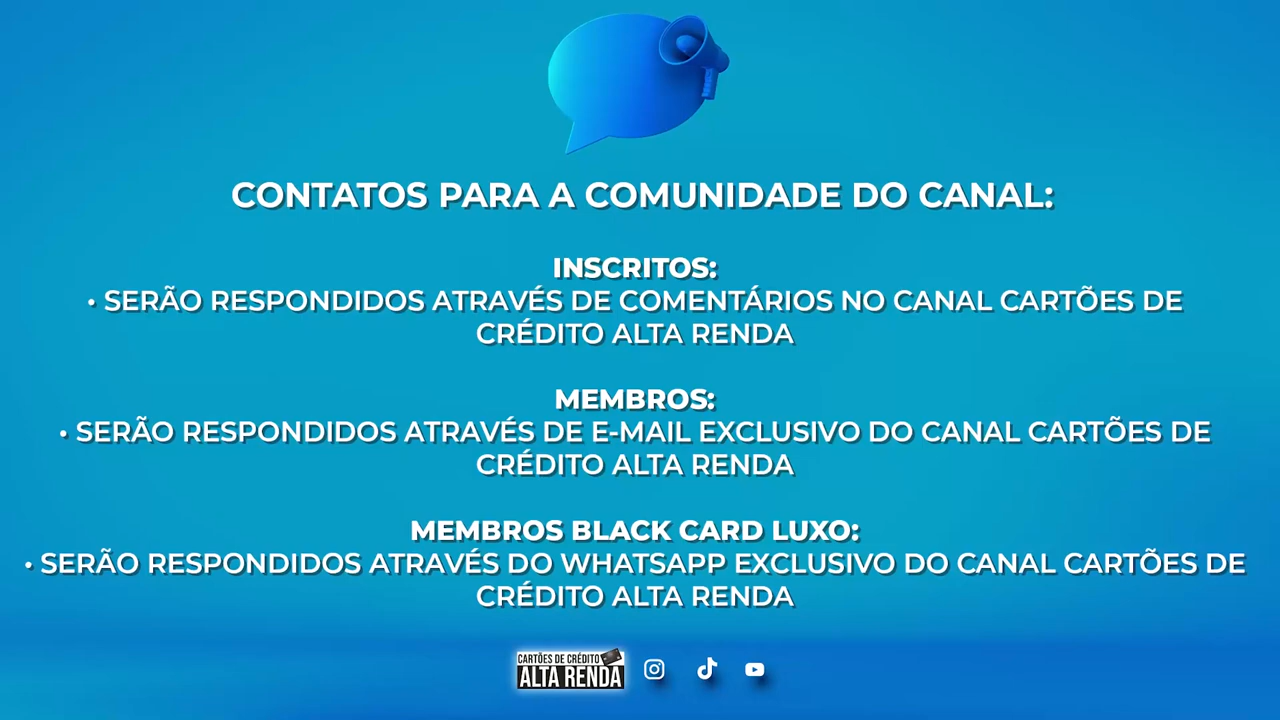 CONTATOS PARA A COMUNIDADE DO CANAL:
INSCRITOS:
• SERÃO RESPONDIDOS ATRAVÉS DE COMENTÁRIOS NO CANAL CARTÕES DE
CRÉDITO ALTA RENDA
MEMBROS:
• SERÃO RESPONDIDOS ATRAVÉS DE E-MAIL EXCLUSIVO DO CANAL CARTÕES DE
CRÉDITO ALTA RENDA
MEMBROS BLACK CARD LUXO:
• SERÃO RESPONDIDOS ATRAVÉS DO WHATSAPP EXCLUSIVO DO CANAL CARTÕES DE
CRÉDITO ALTA RENDA
CARTÕES DE CRÉDITO
ALTA RENDA